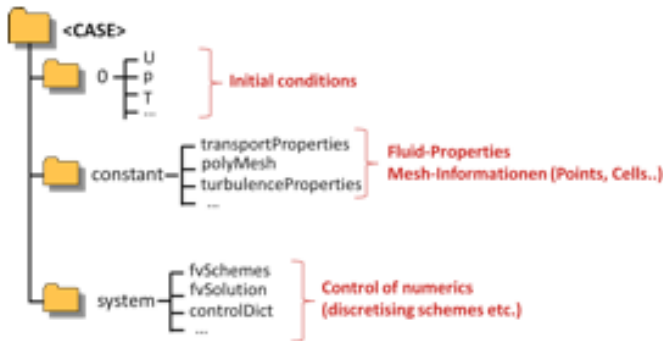 <CASE>
0
U
p
T
...
Initial conditions
constant
transportProperties
polyMesh
turbulenceProperties
...
Fluid-Properties
Mesh-Informationen (Points, Cells..)
system
fvSchemes
fvSolution
controlDict
...
Control of numerics
(discretising schemes etc.)